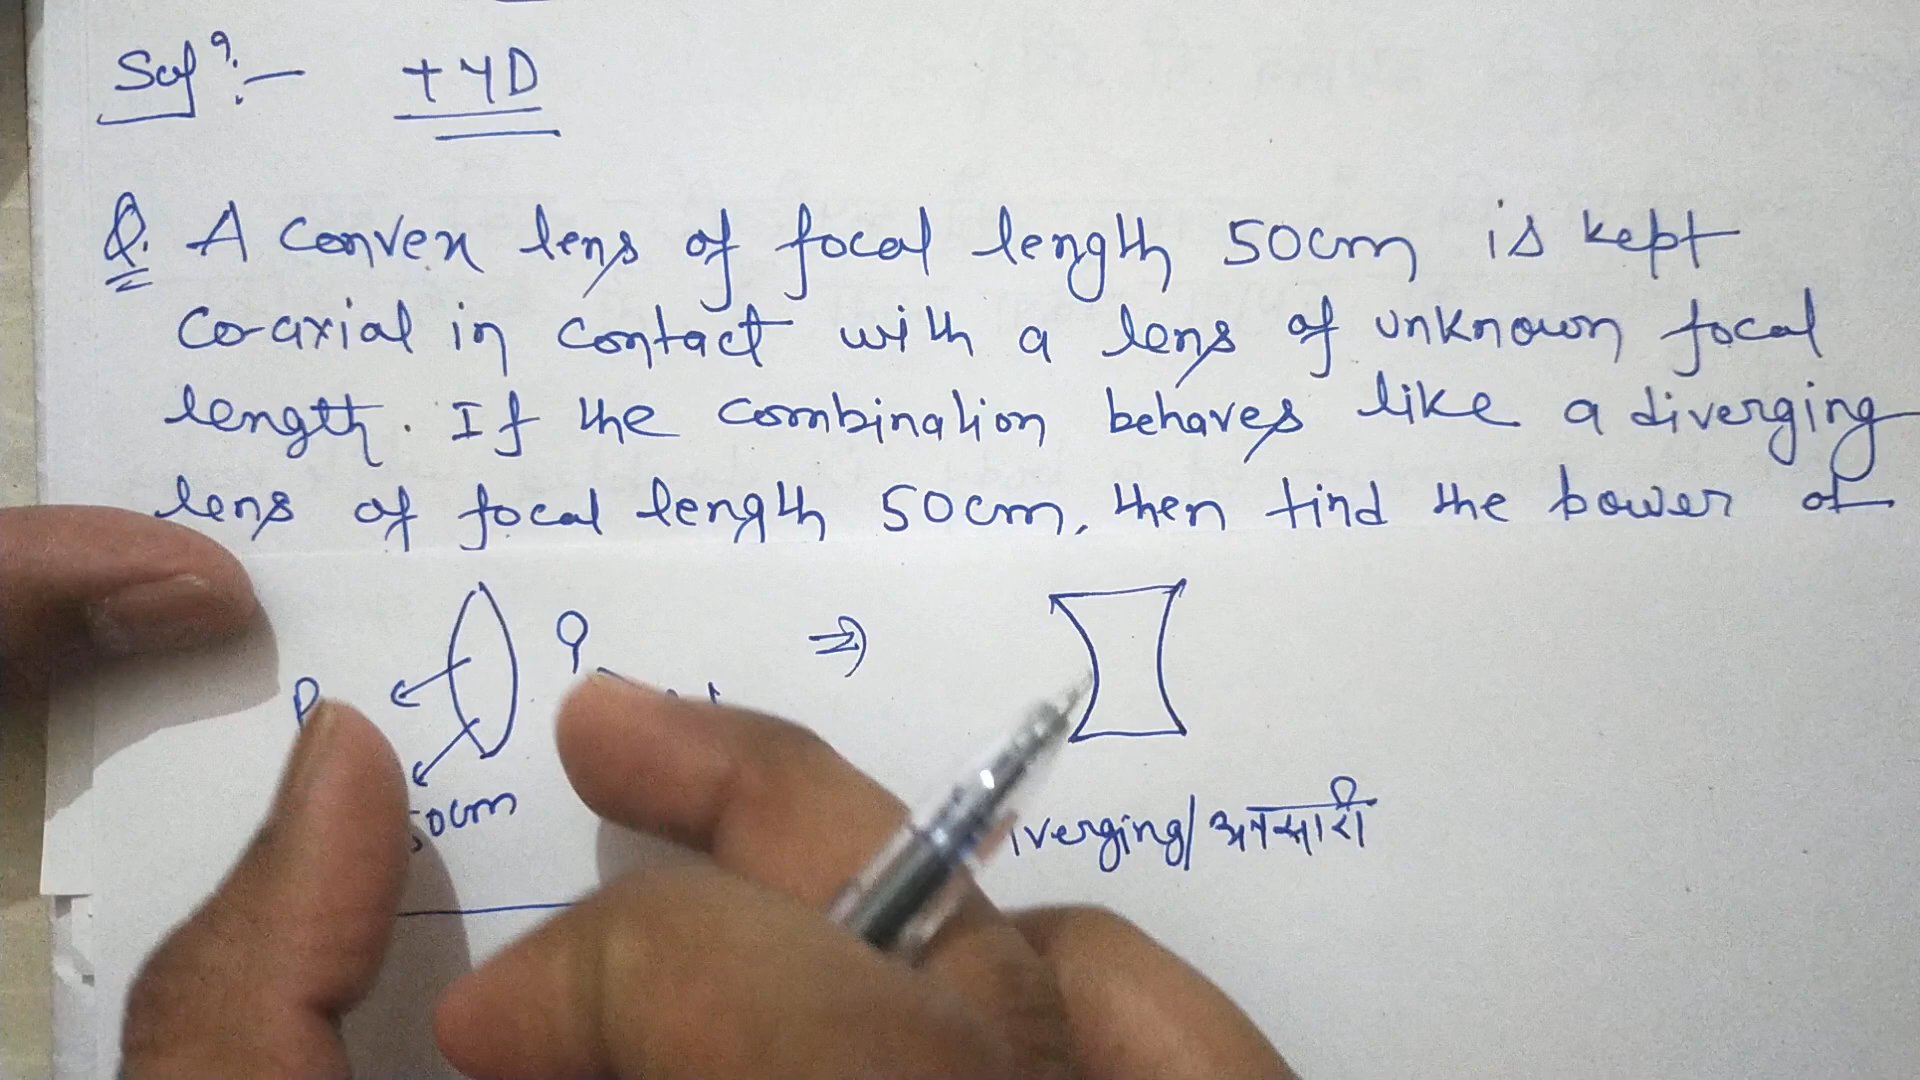 Sol?:- +4D
Q. A convex lens of focal length 50cm is kept
co-axial in contact with a lens of unknown focal
length. If the combination behaves like a diverging
lens of focal length 50cm, then find the power of
P ? ⇒
50cm
verging/अपसारी